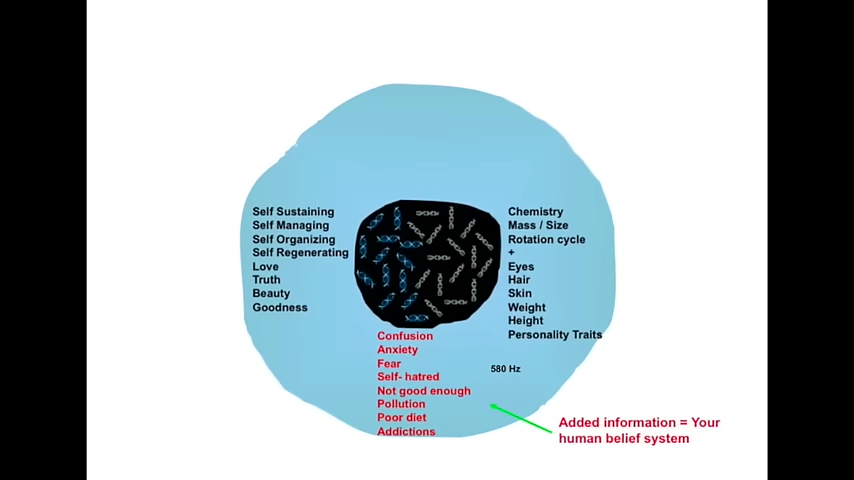 Self Sustaining
Self Managing
Self Organizing
Self Regenerating
Love
Truth
Beauty
Goodness
Chemistry
Mass / Size
Rotation cycle
+
Eyes
Hair
Skin
Weight
Height
Personality Traits
Confusion
Anxiety
Fear
Self- hatred
Not good enough
Pollution
Poor diet
Addictions
580 Hz
Added information = Your
human belief system